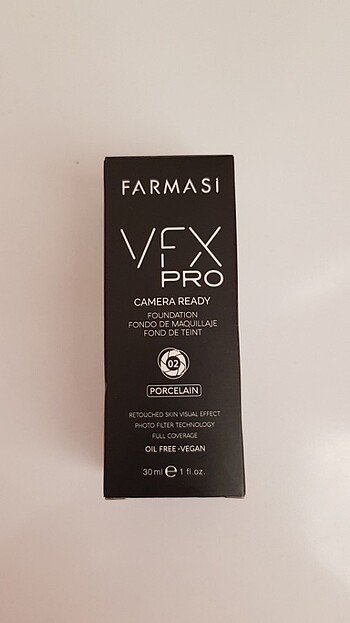 FARMASi
VFX
PRO
CAMERA READY
FOUNDATION
FONDO DE MAQUILLAJE
FOND DE TEINT
02
PORCELAIN
RETOUCHED SKIN VISUAL EFFECT
PHOTO FILTER TECHNOLOGY
FULL COVERAGE
OIL FREE • VEGAN
30 ml ℮ 1 fl.oz.